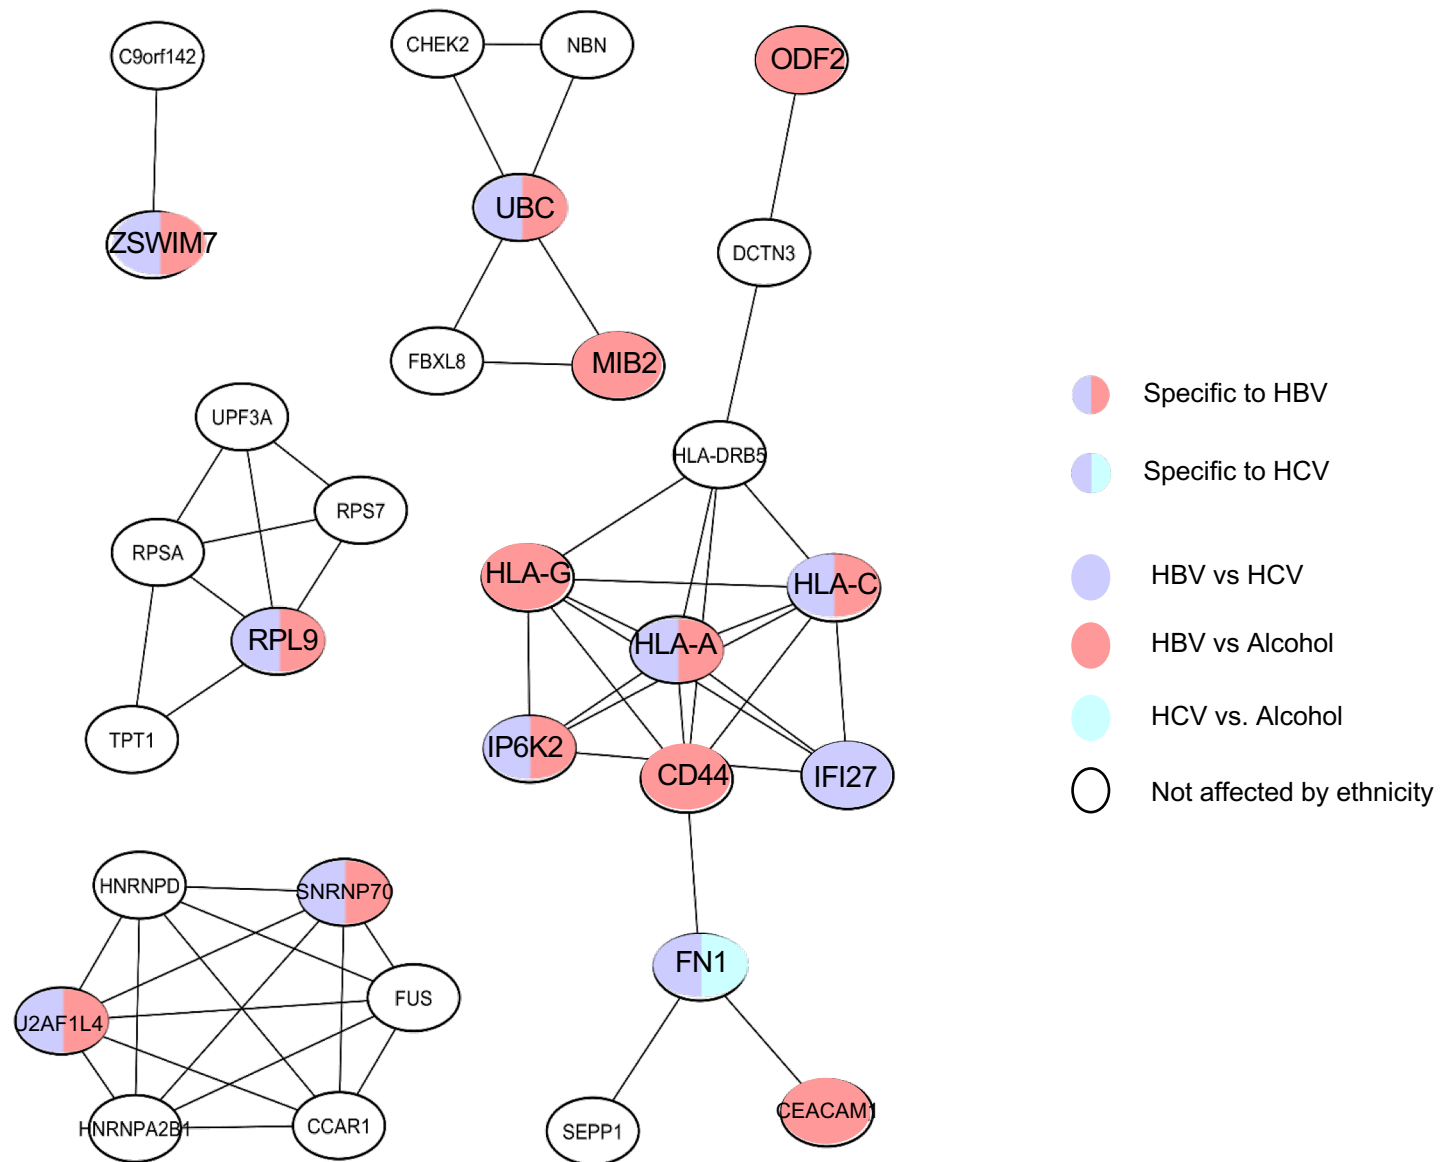 C9orf142
CHEK2
NBN
ODF2
ZSWIM7
UBC
DCTN3
FBXL8
MIB2
UPF3A
RPS7
RPSA
RPL9
TPT1
HLA-DRB5
HLA-G
HLA-C
HLA-A
IP6K2
CD44
IFI27
HNRNPD
SNRNP70
FUS
U2AF1L4
HNRNPA2B1
CCAR1
FN1
SEPP1
CEACAM1
Specific to HBV
Specific to HCV
HBV vs HCV
HBV vs Alcohol
HCV vs. Alcohol
Not affected by ethnicity